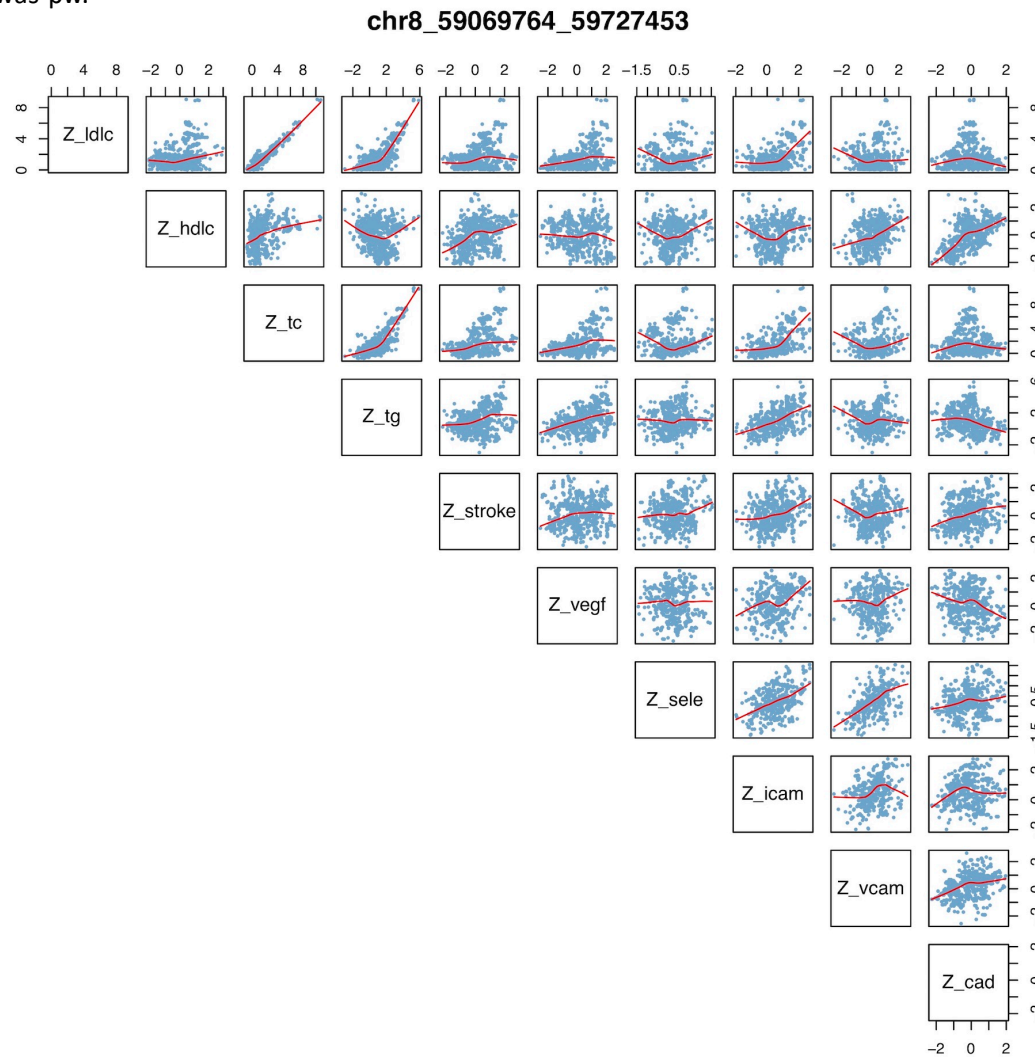 chr8_59069764_59727453
0 4 8 −2 0 2 0 4 8 −2 2 6 −2 0 2 −2 0 2 −1.5 0.5 −2 0 2 −2 0 2 −2 0 2
0 4 8
Z_ldlc
Z_hdlc
Z_tc
Z_tg
Z_stroke
Z_vegf
Z_sele
Z_icam
Z_vcam
Z_cad
−2 0 2